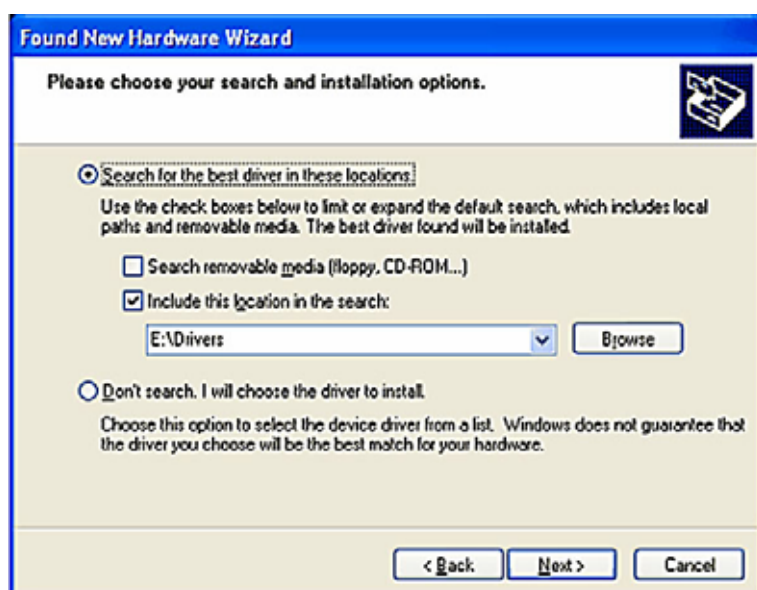 Found New Hardware Wizard
Please choose your search and installation options.
Search for the best driver in these locations.
Use the check boxes below to limit or expand the default search, which includes local
paths and removable media. The best driver found will be installed.
Search removable media (floppy, CD-ROM...)
Include this location in the search:
E:\Drivers
Browse
Don't search. I will choose the driver to install.
Choose this option to select the device driver from a list. Windows does not guarantee that
the driver you choose will be the best match for your hardware.
< Back
Next >
Cancel